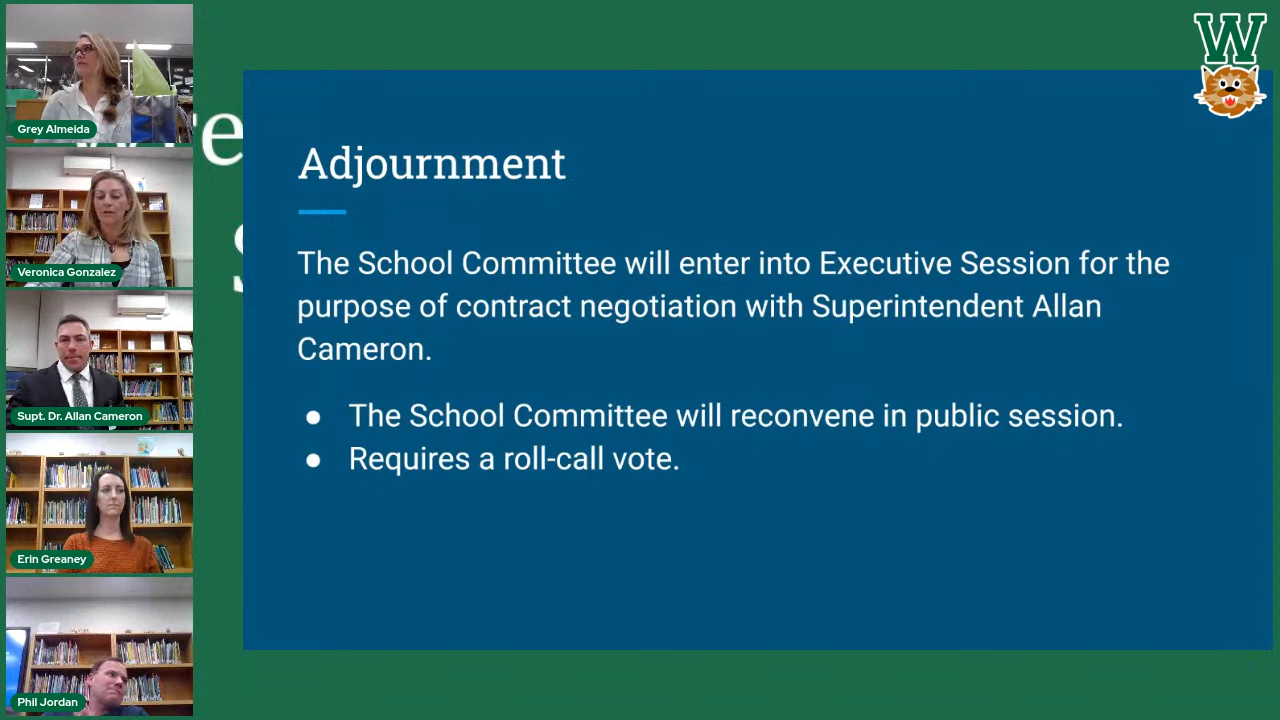 W
re
S
Adjournment
The School Committee will enter into Executive Session for the
purpose of contract negotiation with Superintendent Allan
Cameron.
● The School Committee will reconvene in public session.
● Requires a roll-call vote.
Grey Almeida
Veronica Gonzalez
Supt. Dr. Allan Cameron
Erin Greaney
Phil Jordan